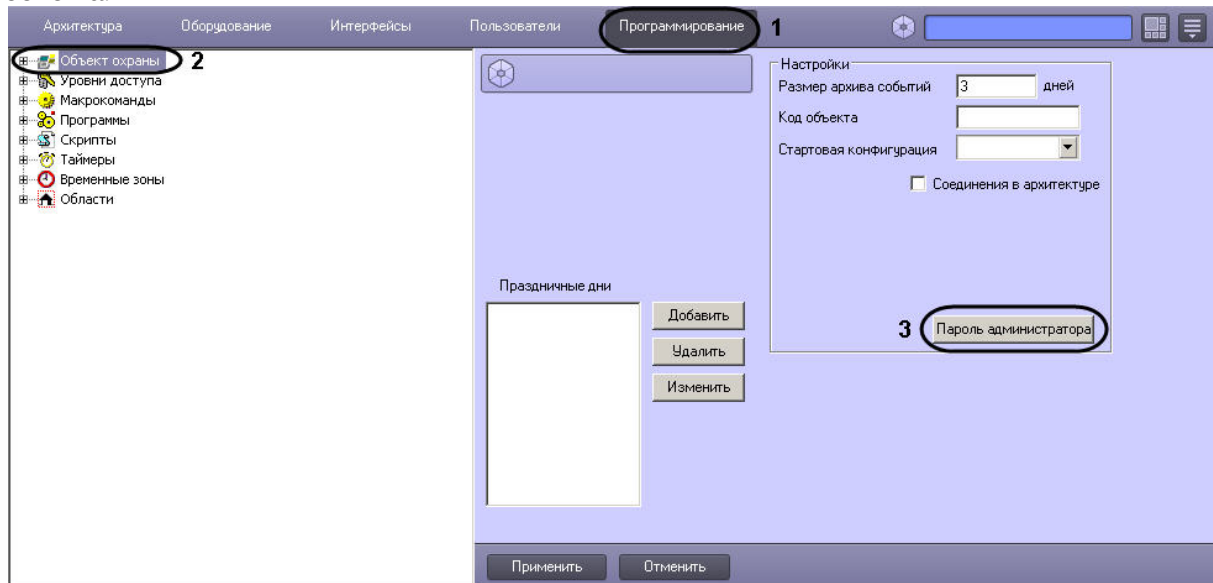 Архитектура Оборудование Интерфейсы Пользователи Программирование 1
Объект охраны 2
Уровни доступа
Макрокоманды
Программы
Скрипты
Таймеры
Временные зоны
Области
Настройки
Размер архива событий 3 дней
Код объекта
Стартовая конфигурация
Соединения в архитектуре
3 Пароль администратора
Праздничные дни
Добавить
Удалить
Изменить
Применить Отменить